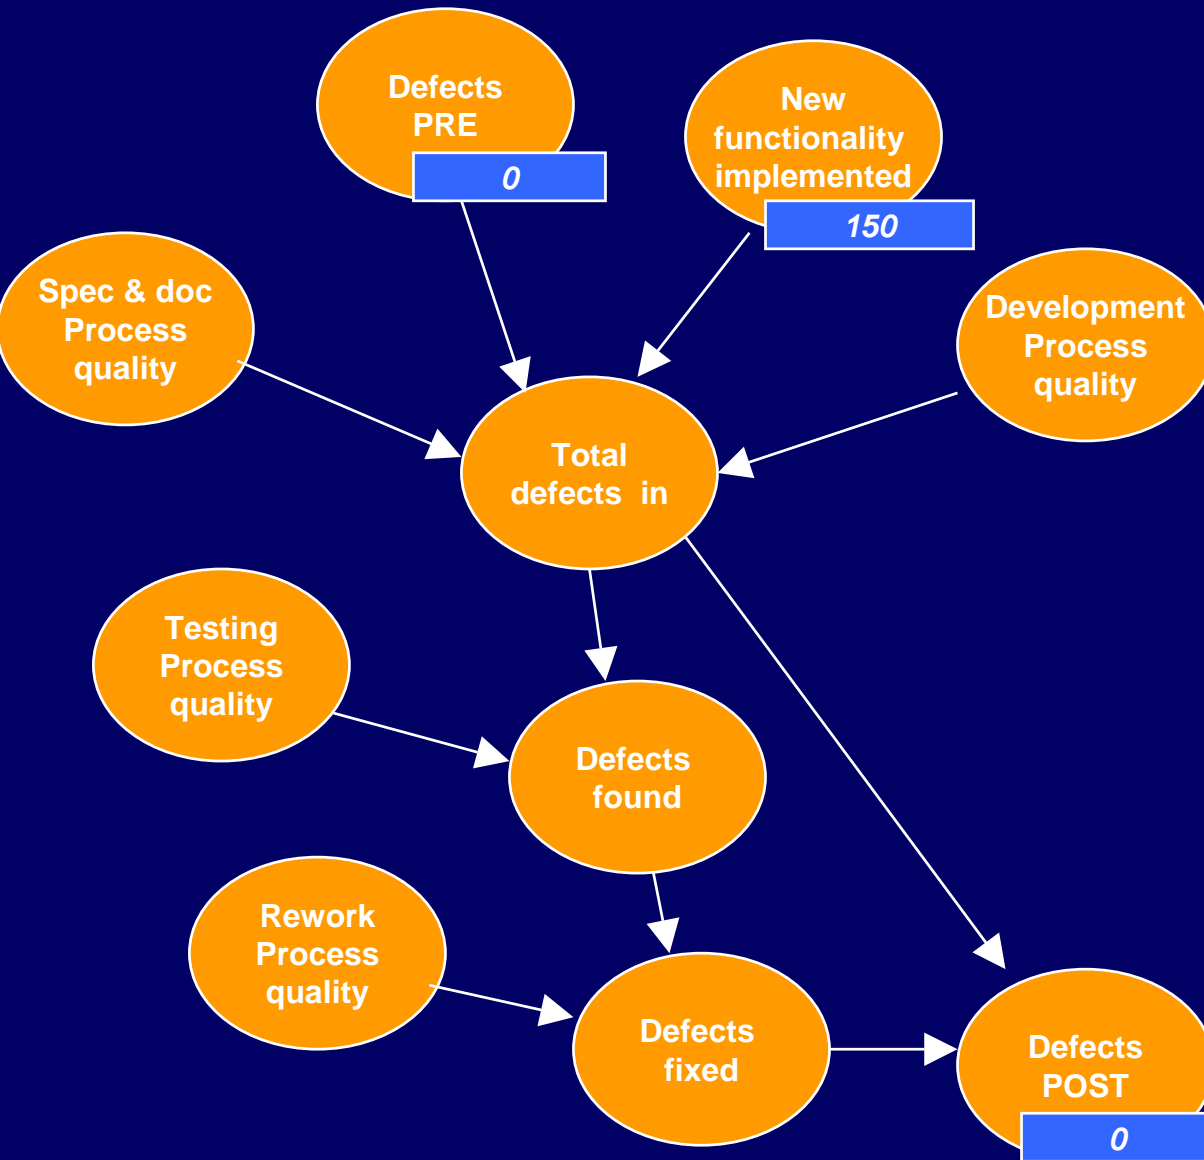 Defects
PRE
0
New
functionality
implemented
150
Spec & doc
Process
quality
Development
Process
quality
Total
defects in
Testing
Process
quality
Defects
found
Rework
Process
quality
Defects
fixed
Defects
POST
0